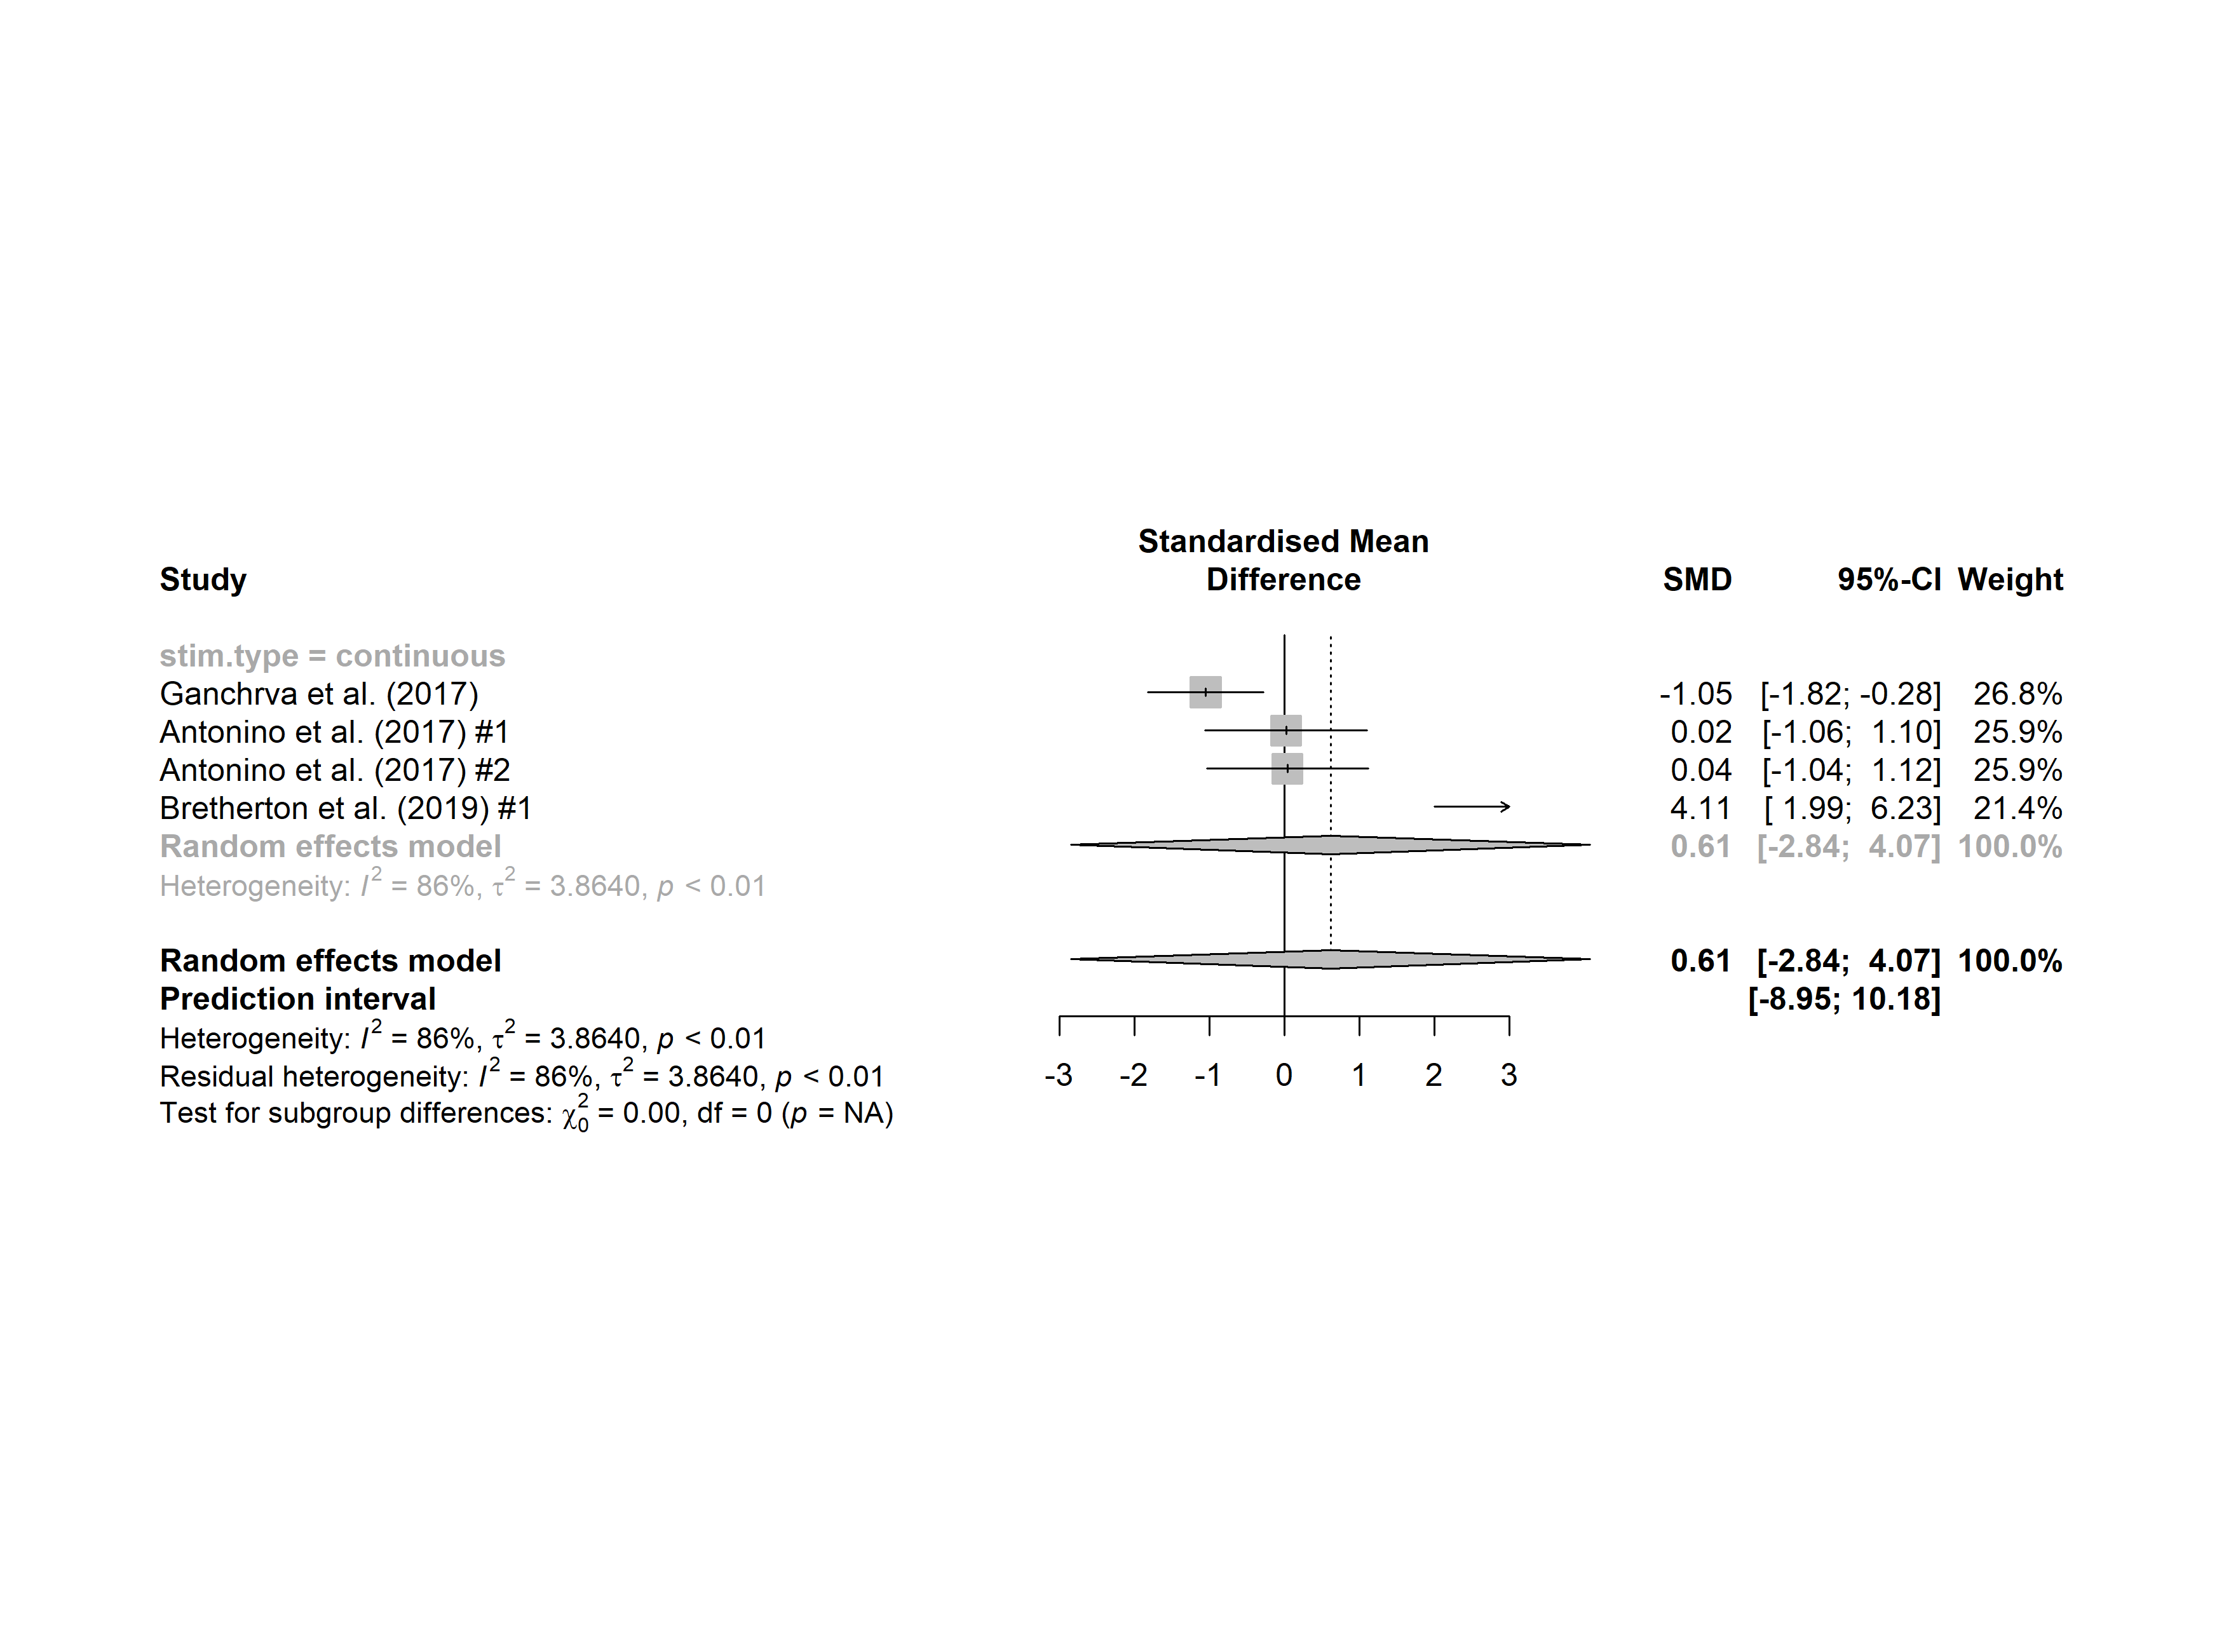 Standardised Mean
Study Difference SMD 95%-CI Weight
stim.type = continuous
Ganchrva et al. (2017) -1.05 [-1.82; -0.28] 26.8%
Antonino et al. (2017) #1 0.02 [-1.06; 1.10] 25.9%
Antonino et al. (2017) #2 0.04 [-1.04; 1.12] 25.9%
Bretherton et al. (2019) #1 4.11 [ 1.99; 6.23] 21.4%
Random effects model 0.61 [-2.84; 4.07] 100.0%
Heterogeneity: I² = 86%, τ² = 3.8640, p < 0.01
Random effects model 0.61 [-2.84; 4.07] 100.0%
Prediction interval [-8.95; 10.18]
Heterogeneity: I² = 86%, τ² = 3.8640, p < 0.01
Residual heterogeneity: I² = 86%, τ² = 3.8640, p < 0.01
-3 -2 -1 0 1 2 3
Test for subgroup differences: χ²₀ = 0.00, df = 0 (p = NA)